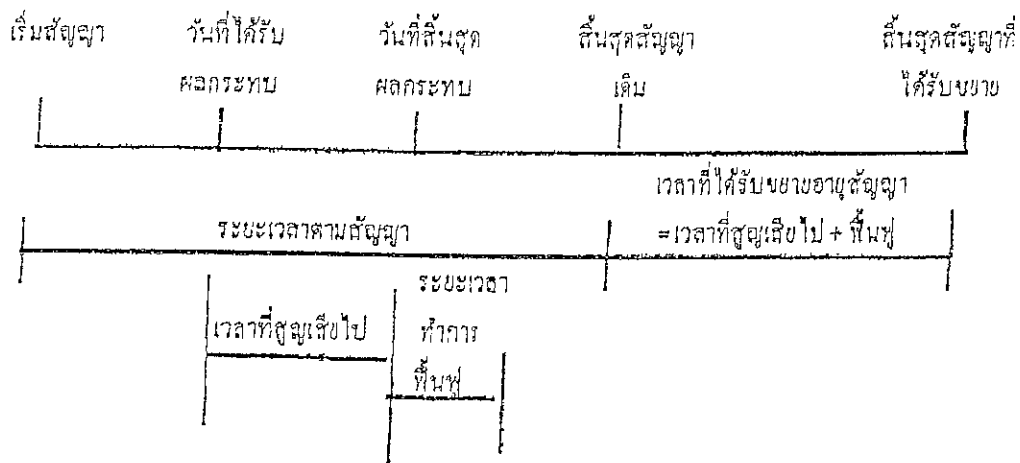 เริ่มสัญญา วันที่ได้รับ วันที่สิ้นสุด สิ้นสุดสัญญา สิ้นสุดสัญญาที่
ผลกระทบ ผลกระทบ เดิม ได้รับขยาย
เวลาที่ได้รับขยายอายุสัญญา
ระยะเวลาตามสัญญา =เวลาที่สูญเสียไป + ฟื้นฟู
ระยะเวลา
เวลาที่สูญเสียไป ทำการ
ฟื้นฟู